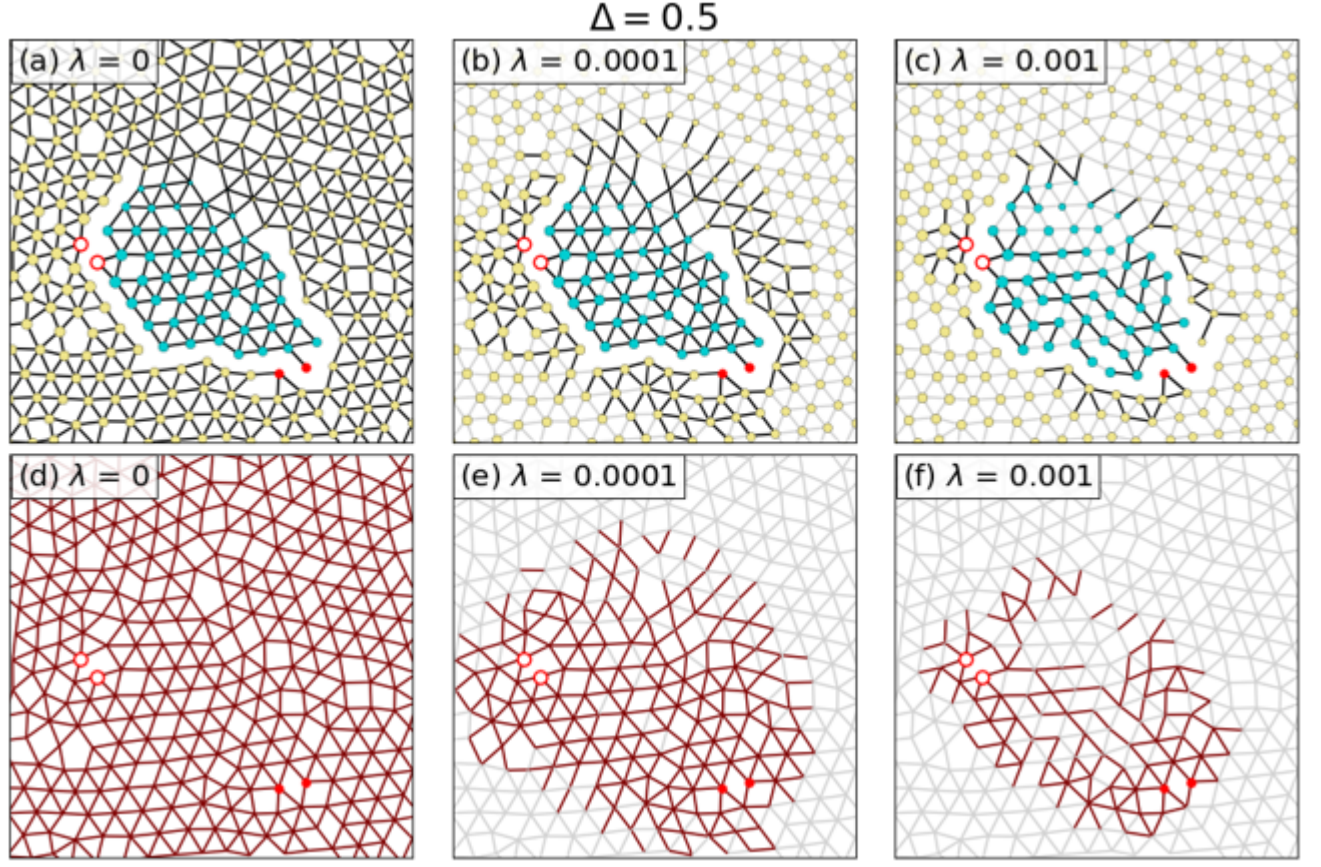 Δ = 0.5
(a) λ = 0
(b) λ = 0.0001
(c) λ = 0.001
(d) λ = 0
(e) λ = 0.0001
(f) λ = 0.001